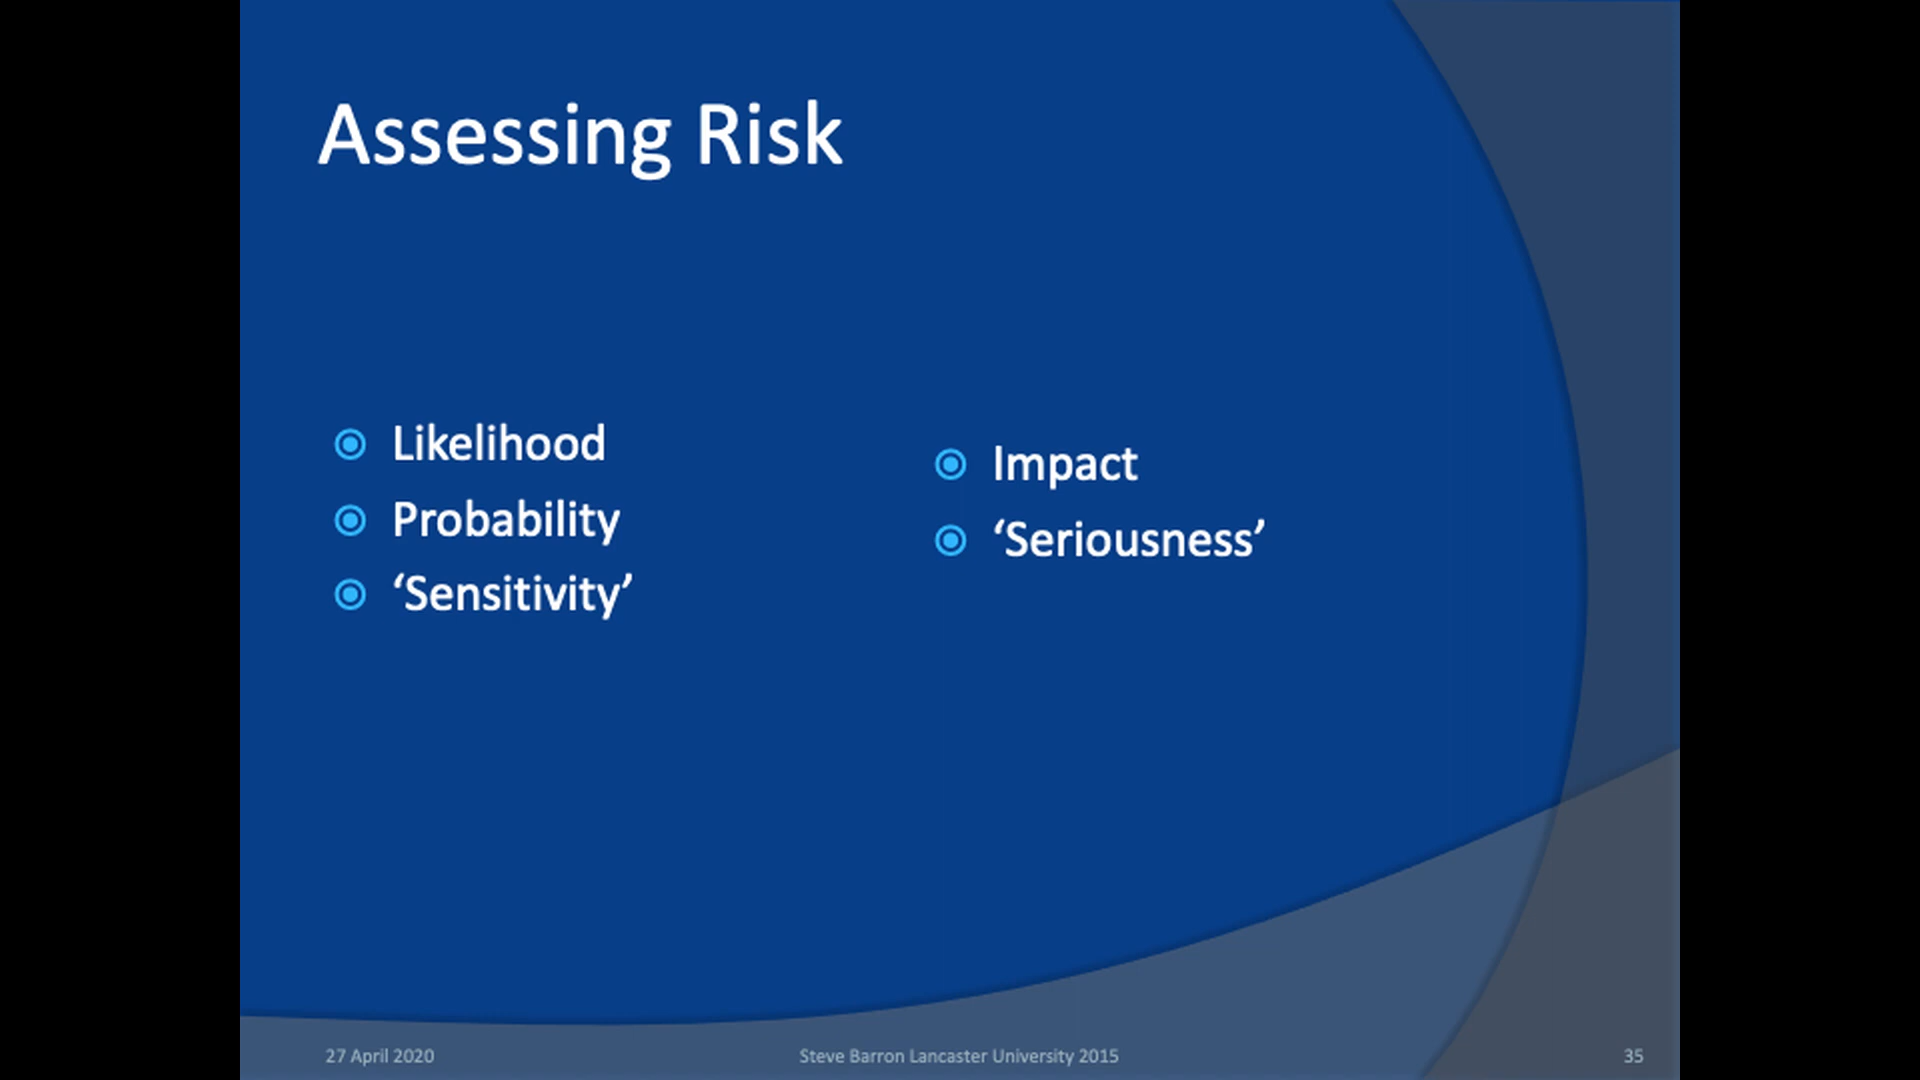 Assessing Risk
Likelihood
Probability
‘Sensitivity’
Impact
‘Seriousness’
27 April 2020
Steve Barron Lancaster University 2015
35